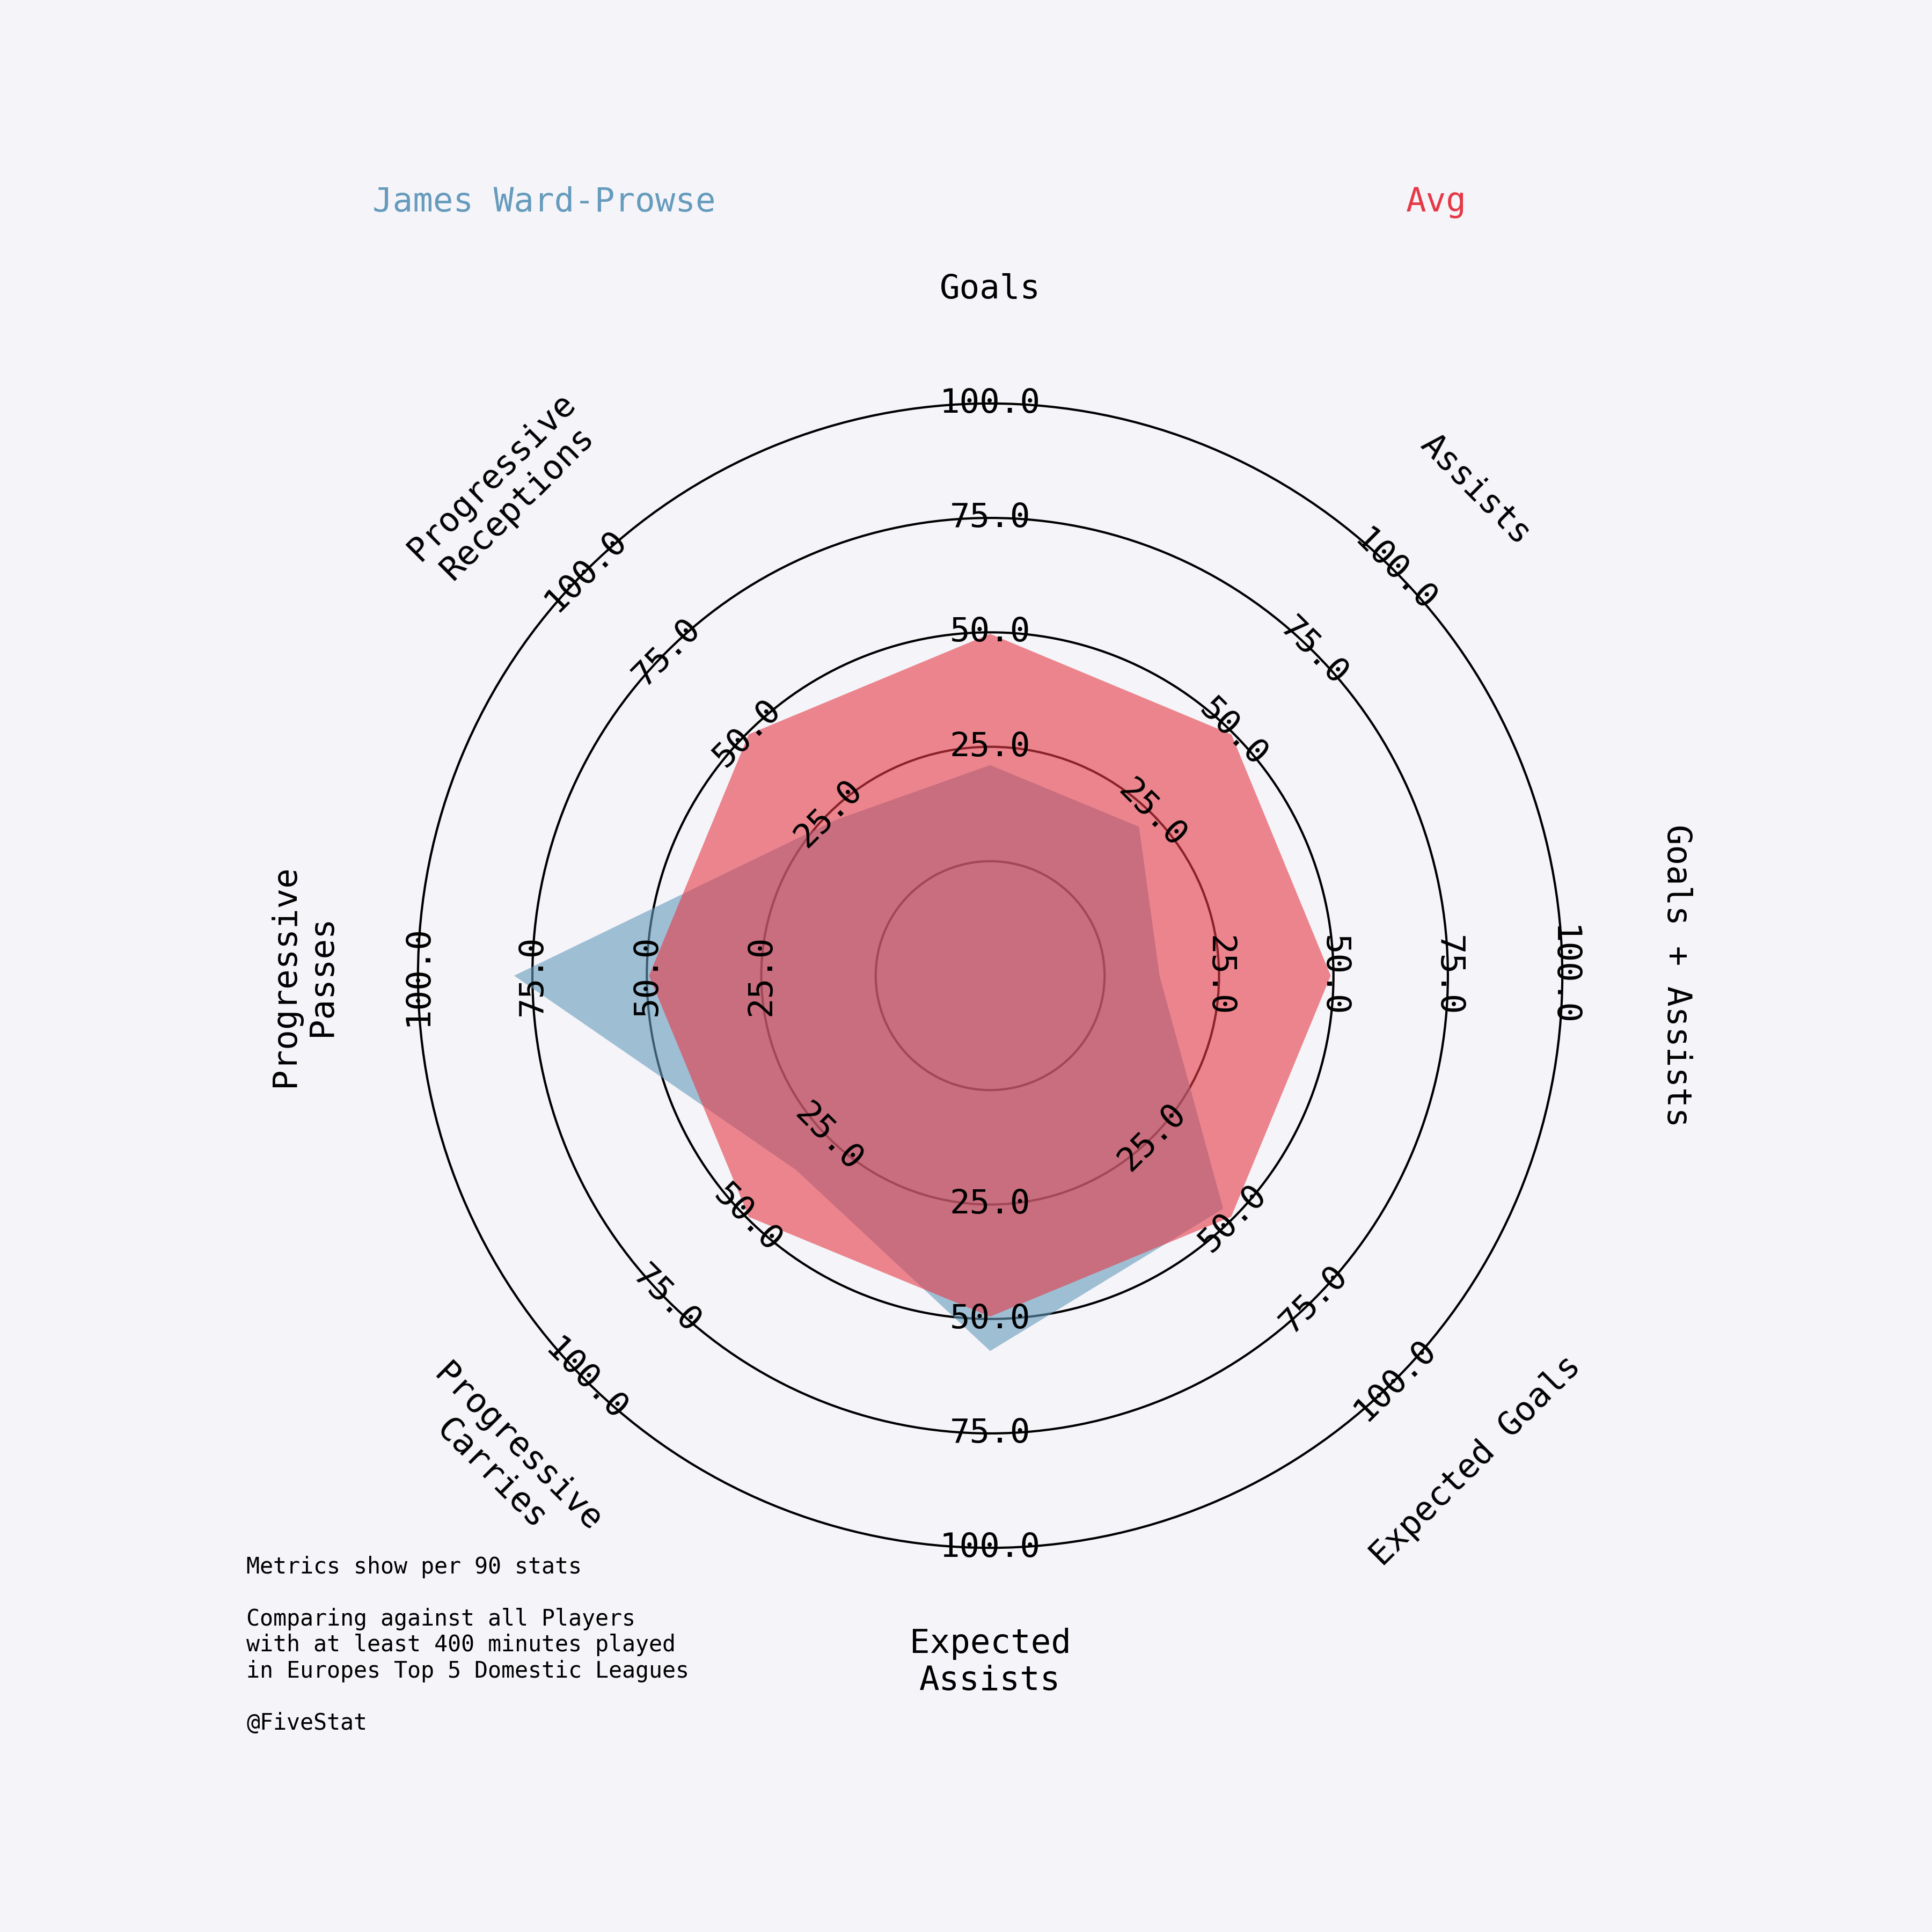 James Ward-Prowse
Avg
Goals
Assists
Goals + Assists
Expected Goals
Expected
Assists
Progressive
Carries
Progressive
Passes
Progressive
Receptions
25.0
50.0
75.0
100.0
25.0
50.0
75.0
100.0
25.0
50.0
75.0
100.0
25.0
50.0
75.0
100.0
25.0
50.0
75.0
100.0
25.0
50.0
75.0
100.0
25.0
50.0
75.0
100.0
25.0
50.0
75.0
100.0
Metrics show per 90 stats
Comparing against all Players
with at least 400 minutes played
in Europes Top 5 Domestic Leagues
@FiveStat